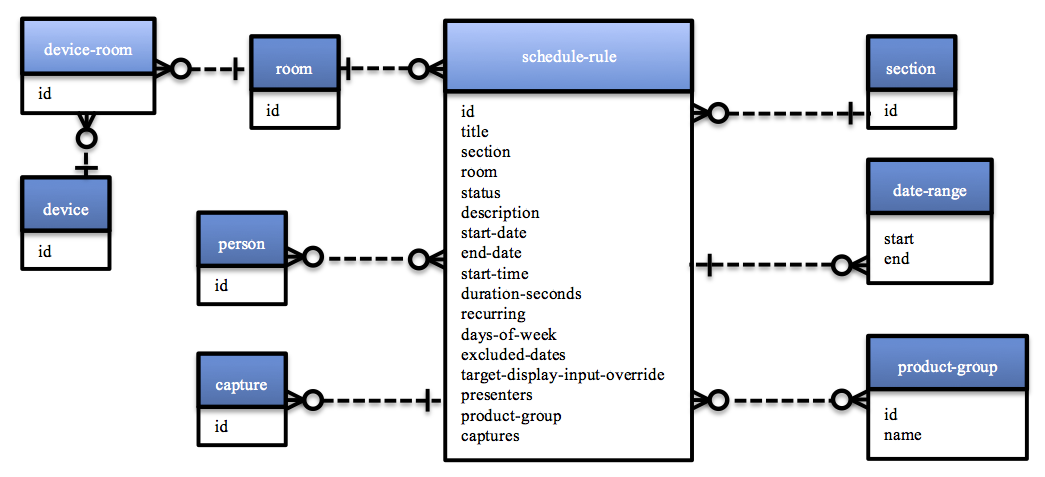 device-room
id
room
id
schedule-rule
id
title
section
room
status
description
start-date
end-date
start-time
duration-seconds
recurring
days-of-week
excluded-dates
target-display-input-override
presenters
product-group
captures
section
id
device
id
person
id
date-range
start
end
capture
id
product-group
id
name